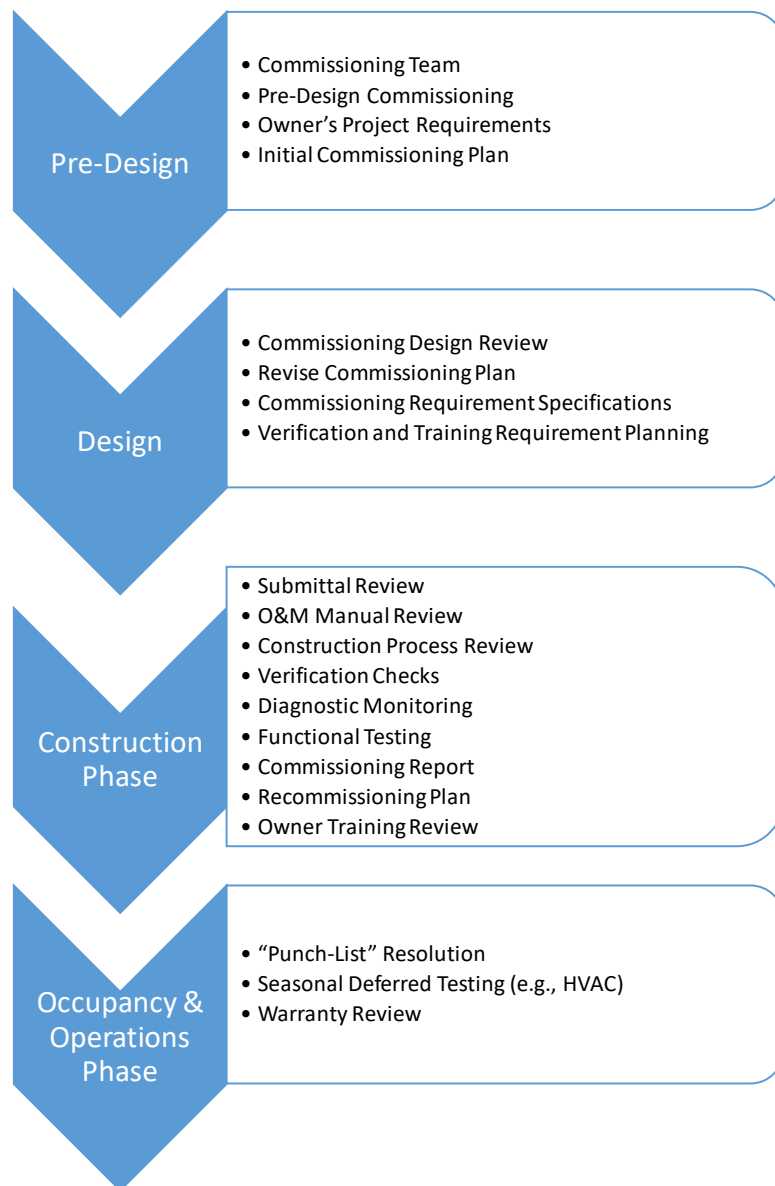 Pre-Design
• Commissioning Team
• Pre-Design Commissioning
• Owner’s Project Requirements
• Initial Commissioning Plan
Design
• Commissioning Design Review
• Revise Commissioning Plan
• Commissioning Requirement Specifications
• Verification and Training Requirement Planning
Construction
Phase
• Submittal Review
• O&M Manual Review
• Construction Process Review
• Verification Checks
• Diagnostic Monitoring
• Functional Testing
• Commissioning Report
• Recommissioning Plan
• Owner Training Review
Occupancy &
Operations
Phase
• “Punch-List” Resolution
• Seasonal Deferred Testing (e.g., HVAC)
• Warranty Review